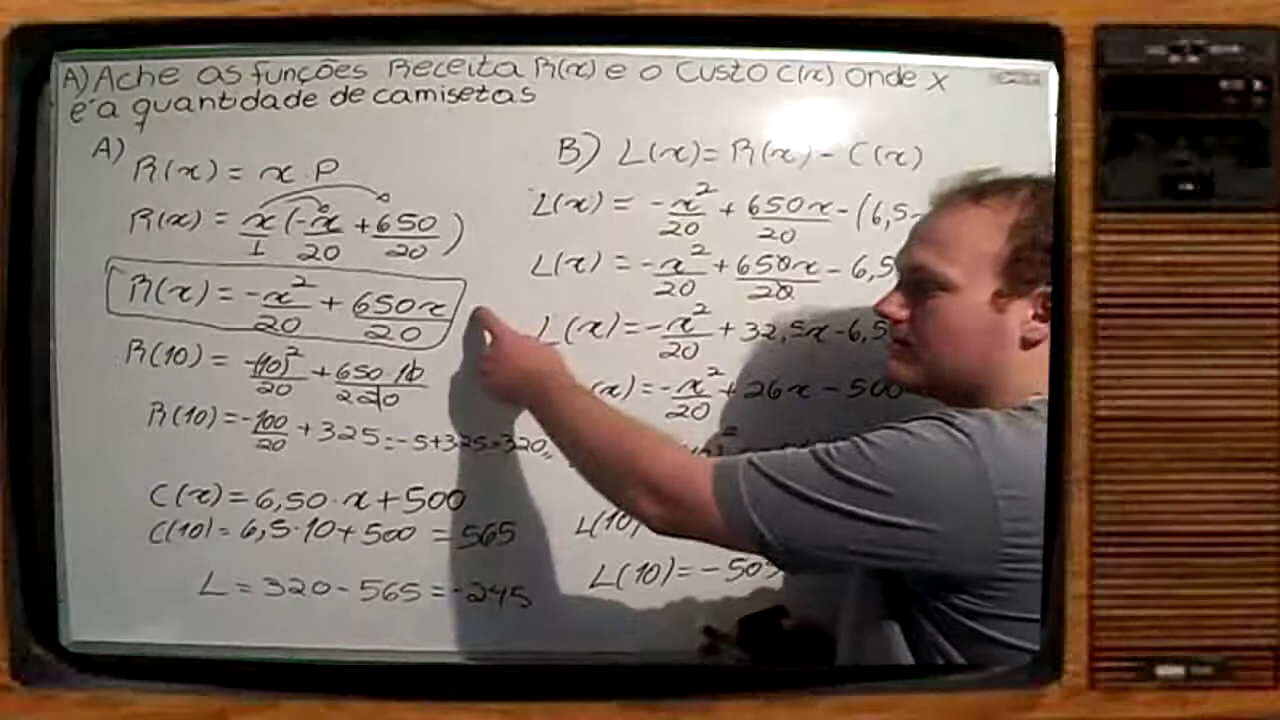 A) Ache as funções Receita R(x) e o Custo C(x) onde x
é a quantidade de camisetas
A)
R(x) = x . P
R(x) = x/1 (-x/20 + 650/20)
R(x) = -x²/20 + 650x/20
R(10) = -(10)²/20 + 650.10/20
R(10) = -100/20 + 325 = -5 + 325 = 320,,
C(x) = 6,50 . x + 500
C(10) = 6,5 . 10 + 500 = 565
L = 320 - 565 = -245
B) L(x) = R(x) - C(x)
L(x) = -x²/20 + 650x/20 - (6,5
L(x) = -x²/20 + 650x/20 - 6,5
L(x) = -x²/20 + 32,5x - 6,5
(x) = -x²/20 + 26x - 500
L(10)
L(10) = - 505